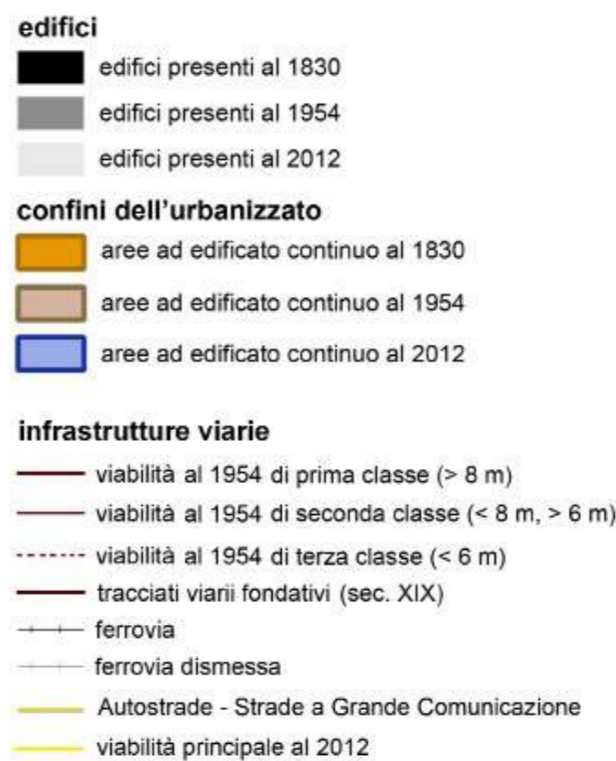 edifici
edifici presenti al 1830
edifici presenti al 1954
edifici presenti al 2012
confini dell'urbanizzato
aree ad edificato continuo al 1830
aree ad edificato continuo al 1954
aree ad edificato continuo al 2012
infrastrutture viarie
viabilità al 1954 di prima classe (> 8 m)
viabilità al 1954 di seconda classe (< 8 m, > 6 m)
viabilità al 1954 di terza classe (< 6 m)
tracciati viarii fondativi (sec. XIX)
ferrovia
ferrovia dismessa
Autostrade - Strade a Grande Comunicazione
viabilità principale al 2012